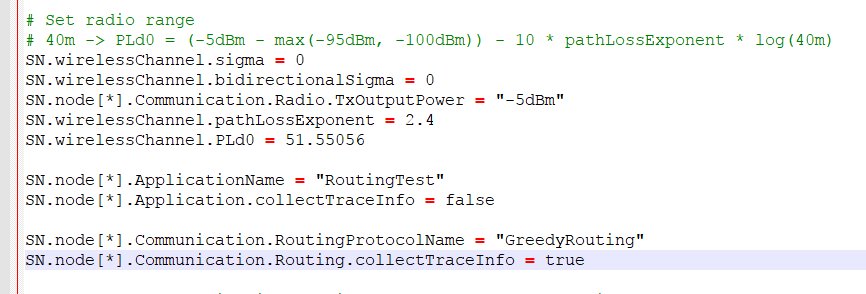 # Set radio range
# 40m -> PLd0 = (-5dBm - max(-95dBm, -100dBm)) - 10 * pathLossExponent * log(40m)
SN.wirelessChannel.sigma = 0
SN.wirelessChannel.bidirectionalSigma = 0
SN.node[*].Communication.Radio.TxOutputPower = "-5dBm"
SN.wirelessChannel.pathLossExponent = 2.4
SN.wirelessChannel.PLd0 = 51.55056
SN.node[*].ApplicationName = "RoutingTest"
SN.node[*].Application.collectTraceInfo = false
SN.node[*].Communication.RoutingProtocolName = "GreedyRouting"
SN.node[*].Communication.Routing.collectTraceInfo = true